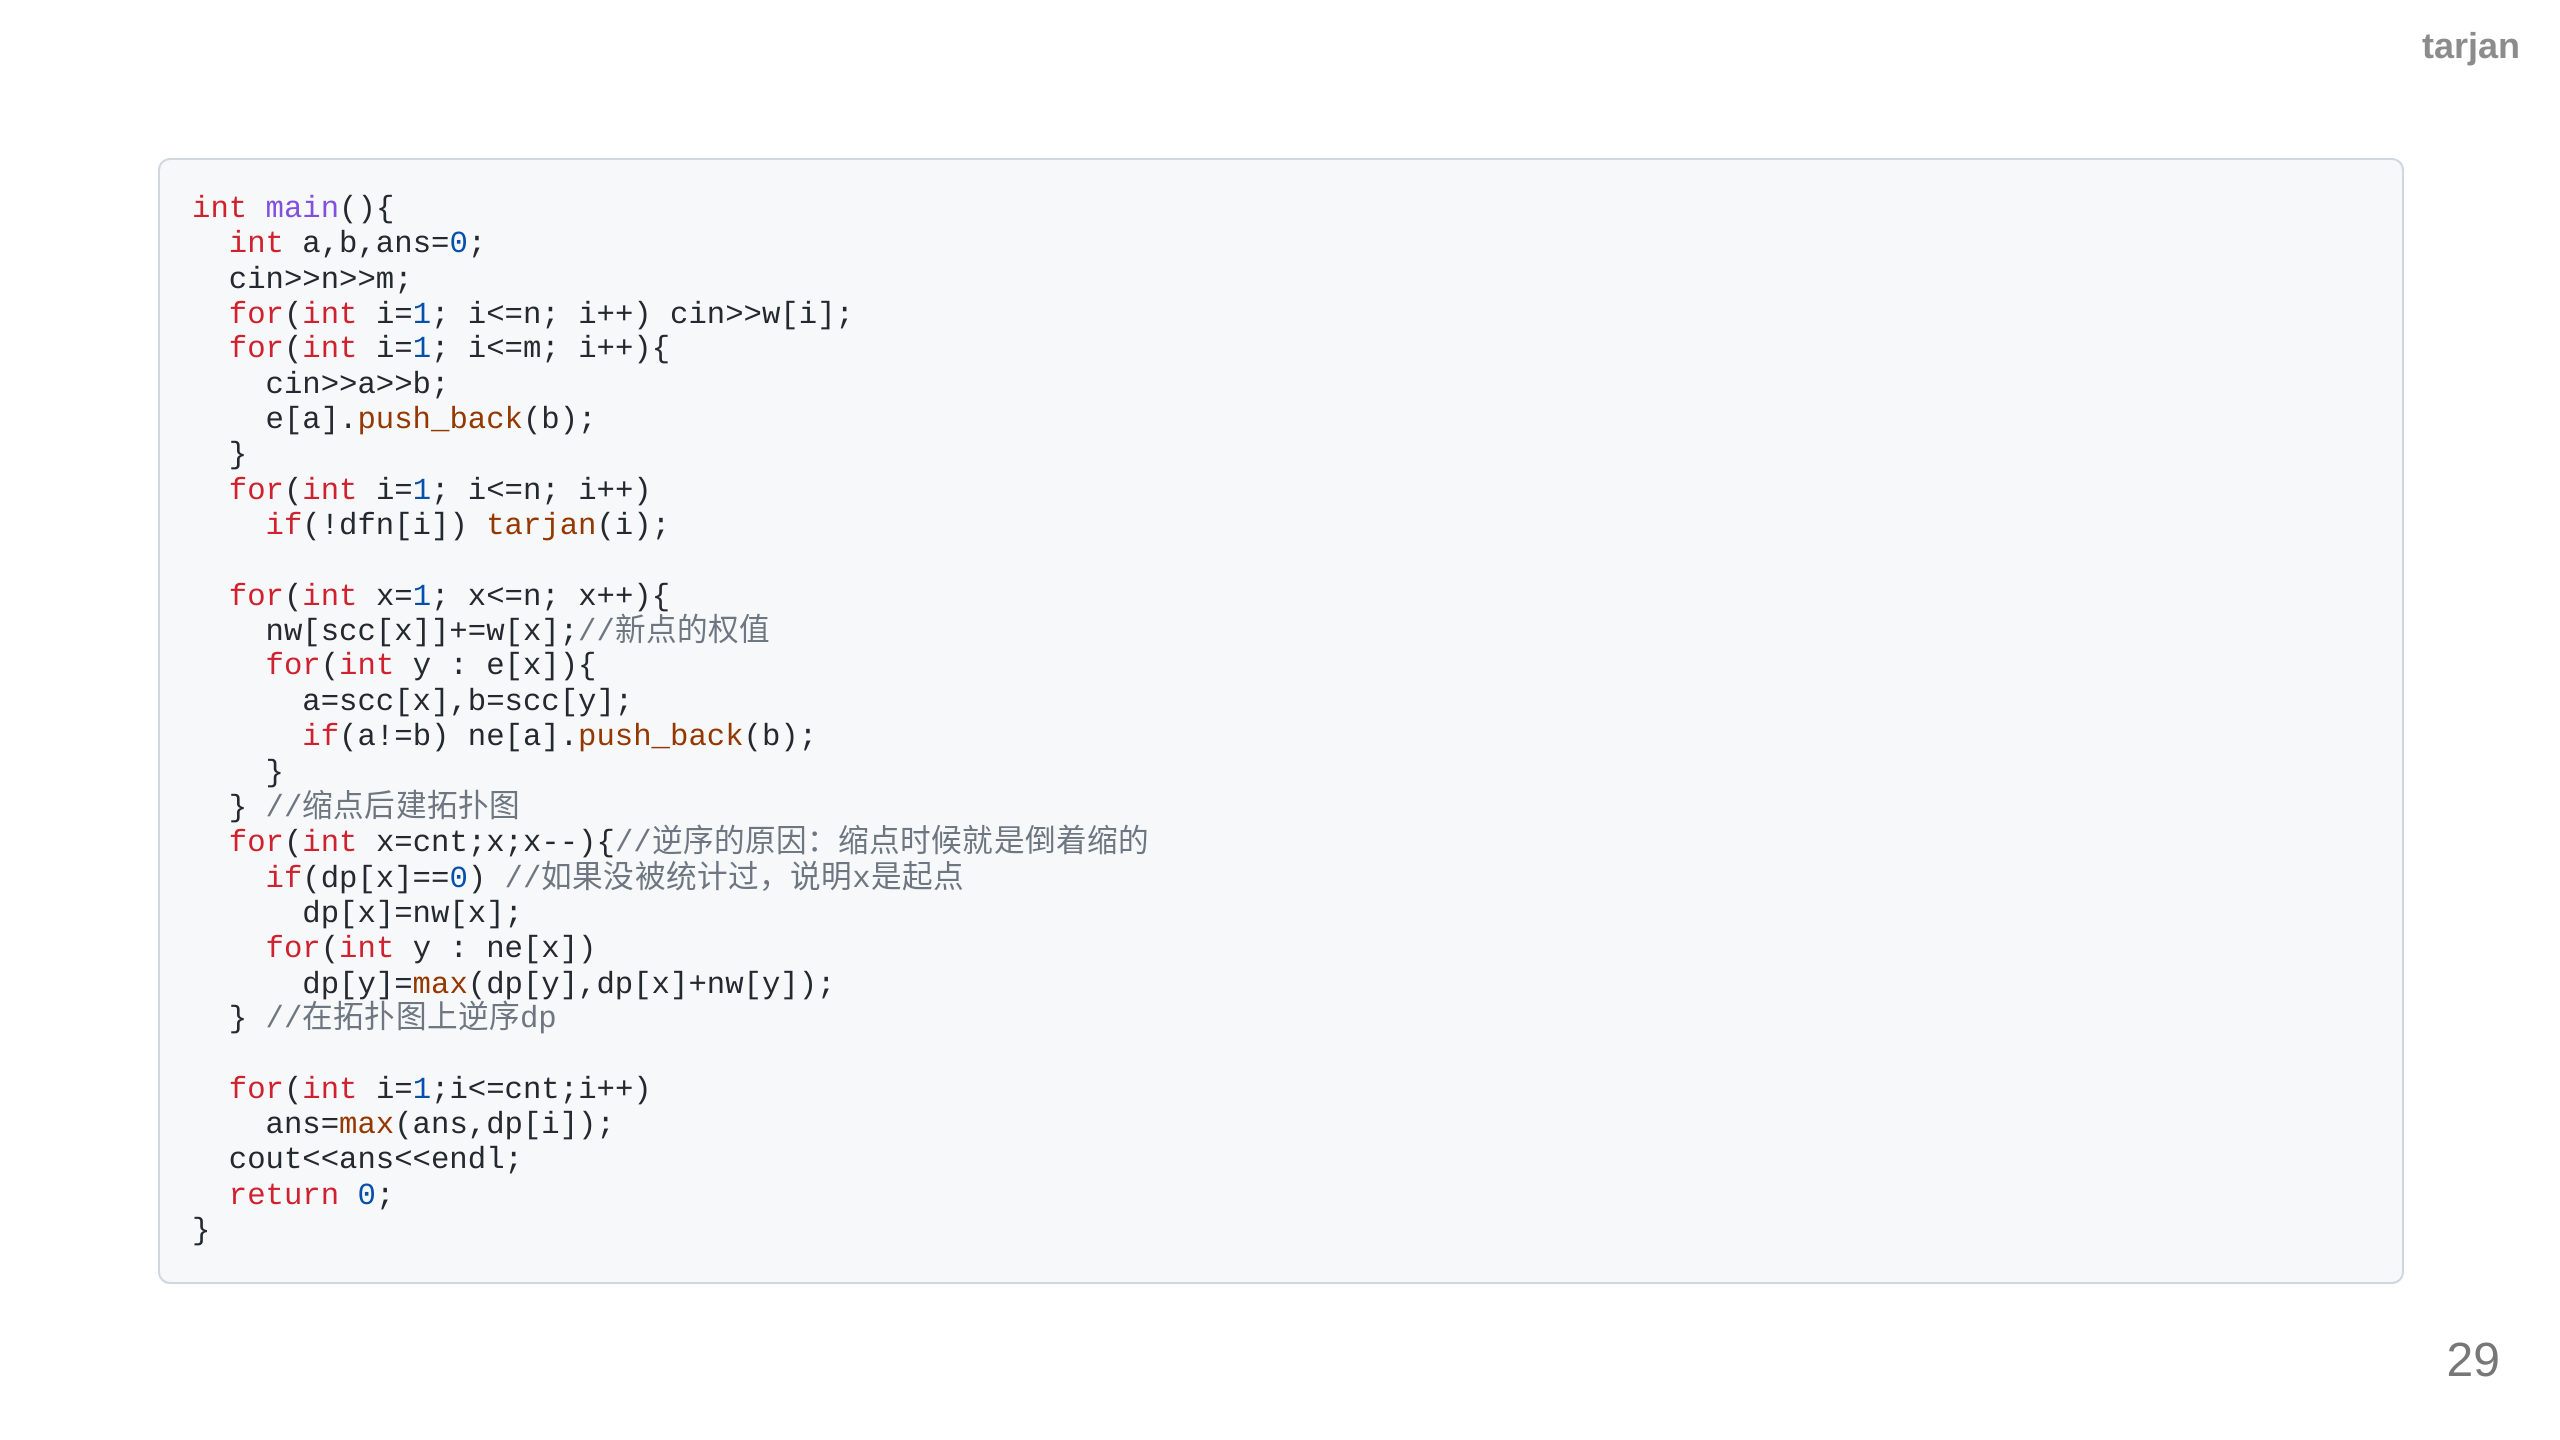 tarjan
int main(){
  int a,b,ans=0;
  cin>>n>>m;
  for(int i=1; i<=n; i++) cin>>w[i];
  for(int i=1; i<=m; i++){
    cin>>a>>b;
    e[a].push_back(b);
  }
  for(int i=1; i<=n; i++)
    if(!dfn[i]) tarjan(i);

  for(int x=1; x<=n; x++){
    nw[scc[x]]+=w[x];//新点的权值
    for(int y : e[x]){
      a=scc[x],b=scc[y];
      if(a!=b) ne[a].push_back(b);
    }
  } //缩点后建拓扑图
  for(int x=cnt;x;x--){//逆序的原因：缩点时候就是倒着缩的
    if(dp[x]==0) //如果没被统计过，说明x是起点
      dp[x]=nw[x];
    for(int y : ne[x])
      dp[y]=max(dp[y],dp[x]+nw[y]);
  } //在拓扑图上逆序dp

  for(int i=1;i<=cnt;i++)
    ans=max(ans,dp[i]);
  cout<<ans<<endl;
  return 0;
}
29